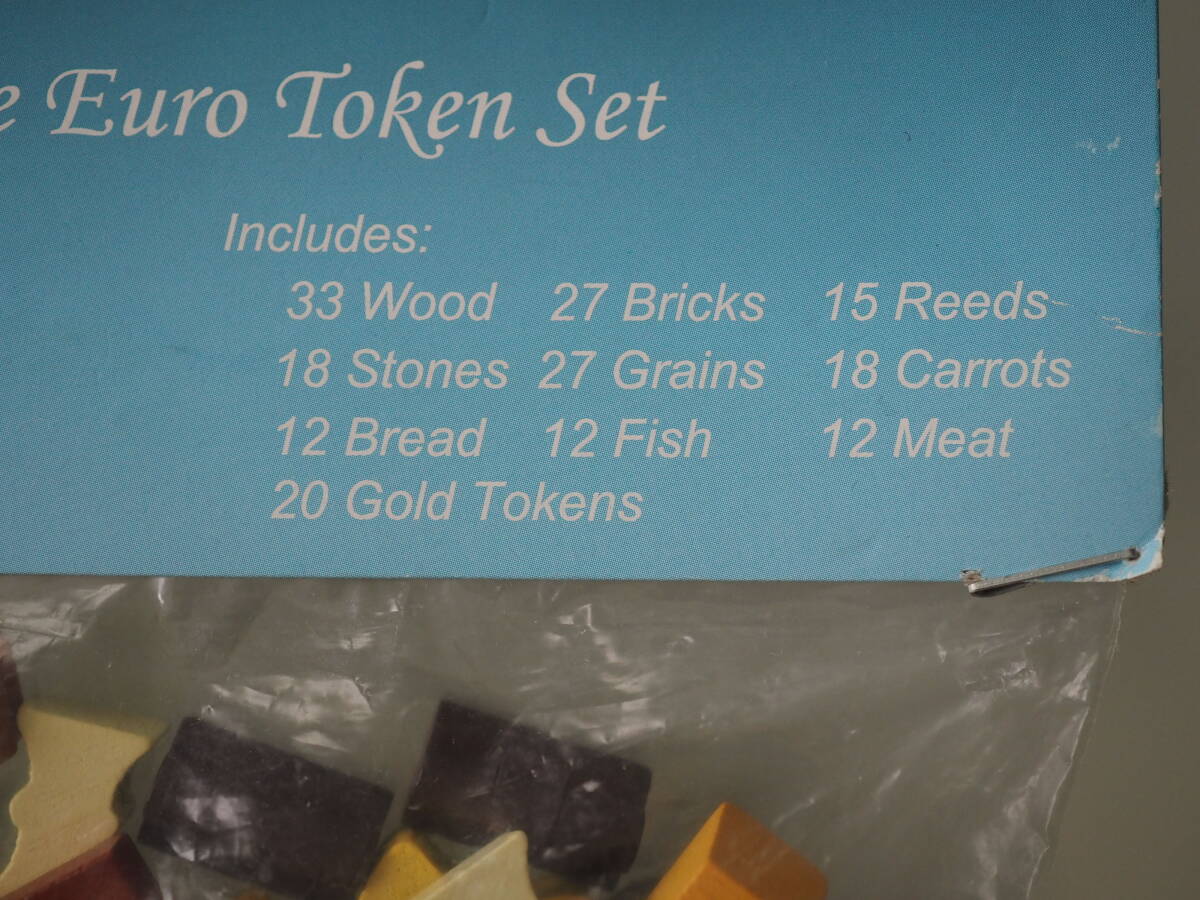 Euro Token Set
Includes:
33 Wood 27 Bricks 15 Reeds
18 Stones 27 Grains 18 Carrots
12 Bread 12 Fish 12 Meat
20 Gold Tokens